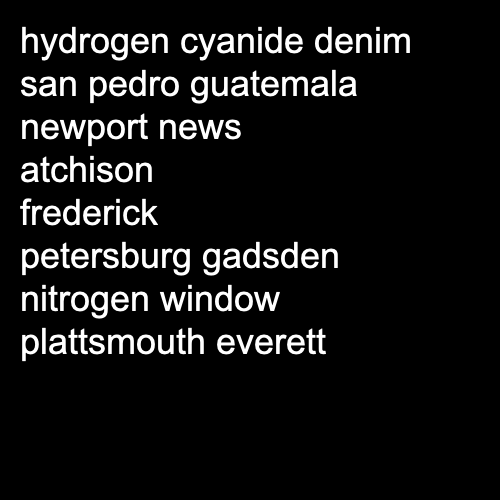 hydrogen cyanide denim
san pedro guatemala
newport news
atchison
frederick
petersburg gadsden
nitrogen window
plattsmouth everett